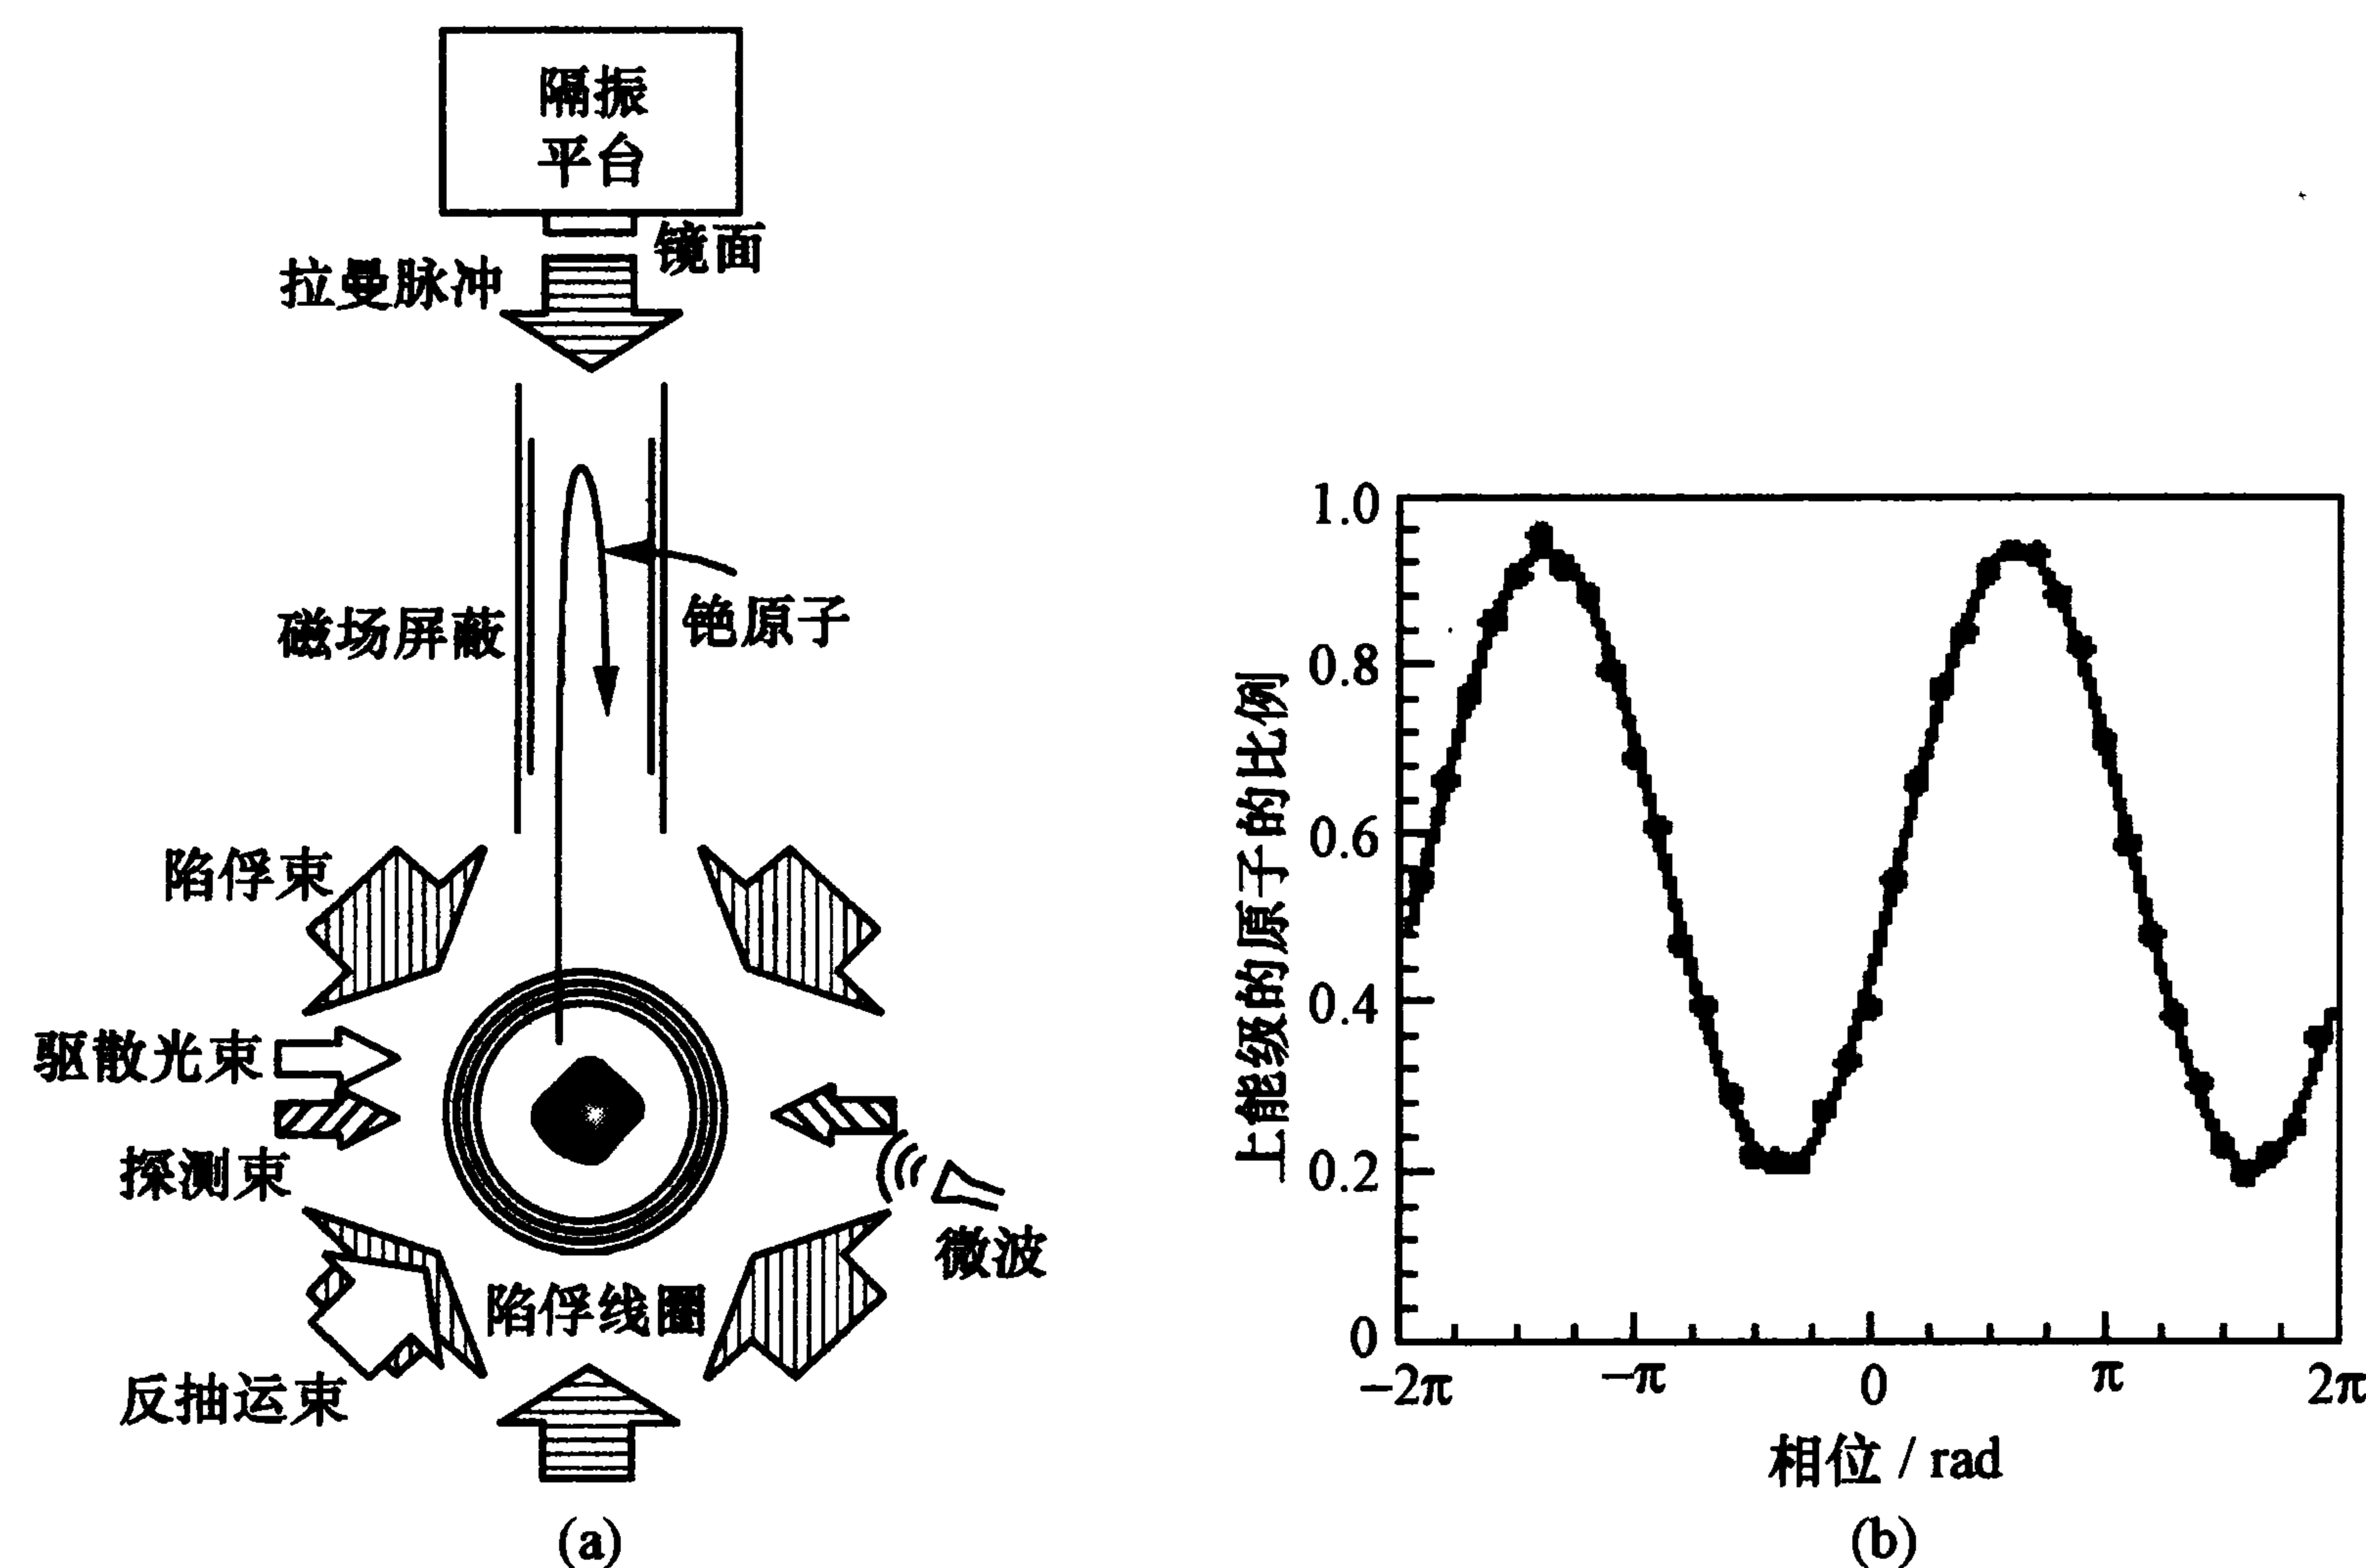 隔振
平台
镜面
拉曼脉冲
磁场屏蔽
铯原子
陷俘束
驱散光束
探测束
微波
陷俘线圈
反抽运束
(a)
上能级的原子的比例
1.0
0.8
0.6
0.4
0.2
0
−2π
−π
0
π
2π
相位 / rad
(b)